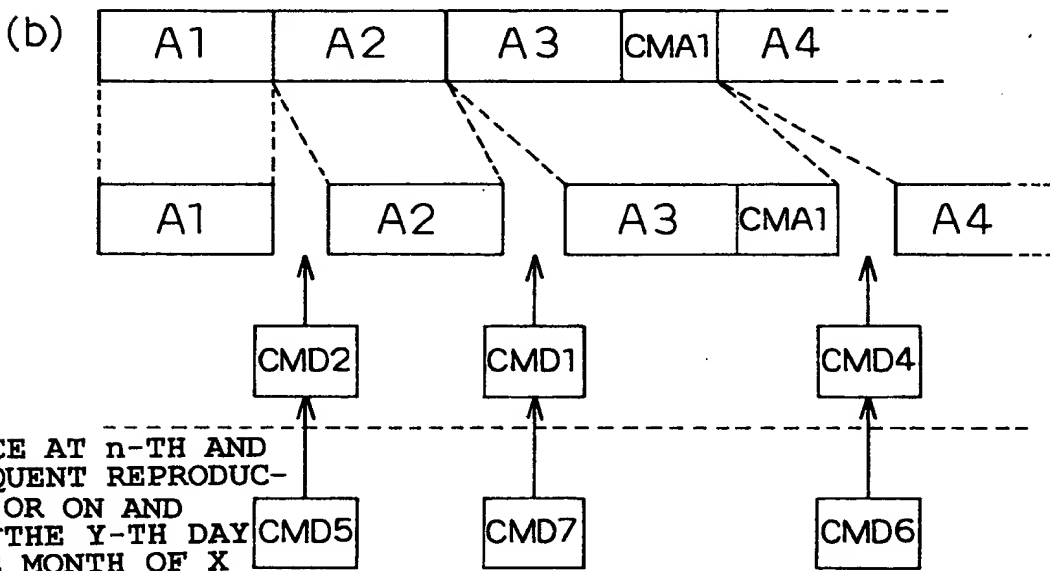 (b) A1 A2 A3 CMA1 A4
A1 A2 A3 CMA1 A4
CMD2 CMD1 CMD4
CE AT n-TH AND
QUENT REPRODUC-
OR ON AND
THE Y-TH DAY
MONTH OF X
CMD5 CMD7 CMD6